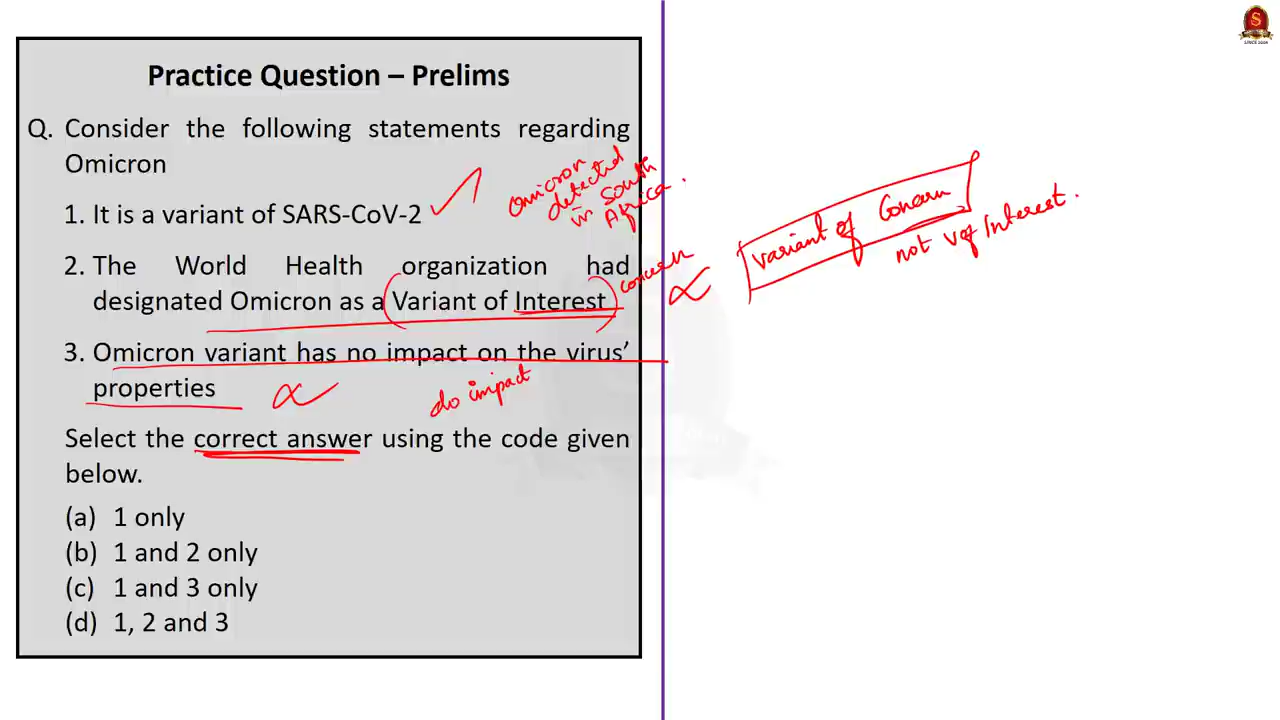 Practice Question – Prelims
Q. Consider the following statements regarding
Omicron
1. It is a variant of SARS-CoV-2
Omicron
detected
in South
Africa.
2. The World Health organization had
concern
designated Omicron as a Variant of Interest
Variant of Concern
not V of Interest.
3. Omicron variant has no impact on the virus’
properties
do impact
Select the correct answer using the code given
below.
(a) 1 only
(b) 1 and 2 only
(c) 1 and 3 only
(d) 1, 2 and 3
S